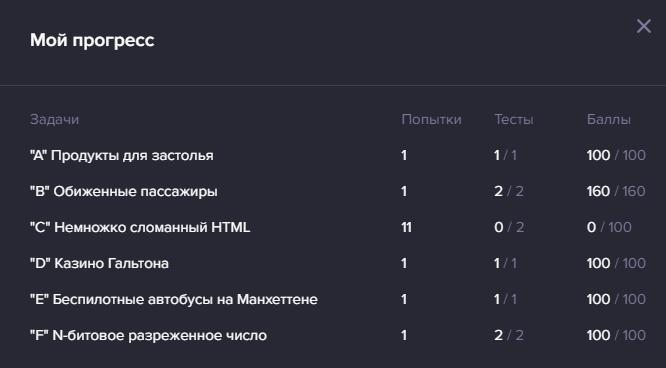 Мой прогресс
Задачи Попытки Тесты Баллы
"A" Продукты для застолья 1 1 / 1 100 / 100
"B" Обиженные пассажиры 1 2 / 2 160 / 160
"C" Немножко сломанный HTML 11 0 / 2 0 / 100
"D" Казино Гальтона 1 1 / 1 100 / 100
"E" Беспилотные автобусы на Манхеттене 1 1 / 1 100 / 100
"F" N-битовое разреженное число 1 2 / 2 100 / 100